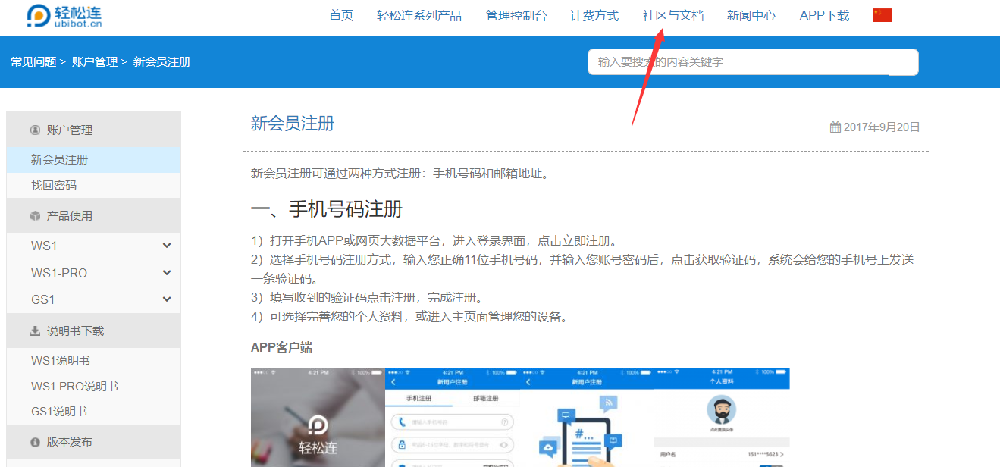 轻松连
ubibot.cn
首页 轻松连系列产品 管理控制台 计费方式 社区与文档 新闻中心 APP下载
常见问题 > 账户管理 > 新会员注册
输入要搜索的内容关键字
账户管理
新会员注册
找回密码
产品使用
WS1
WS1-PRO
GS1
说明书下载
WS1说明书
WS1 PRO说明书
GS1说明书
版本发布
新会员注册
2017年9月20日
新会员注册可通过两种方式注册：手机号码和邮箱地址。
一、手机号码注册
1）打开手机APP或网页大数据平台，进入登录界面，点击立即注册。
2）选择手机号码注册方式，输入您正确11位手机号码，并输入您账号密码后，点击获取验证码，系统会给您的手机号上发送
一条验证码。
3）填写收到的验证码点击注册，完成注册。
4）可选择完善您的个人资料，或进入主页面管理您的设备。
APP客户端
4:21 PM 100%
轻松连
4:21 PM 100%
新用户注册
手机注册 邮箱注册
请输入手机号码
4:21 PM 100%
新用户注册
#...
4:21 PM 100%
个人资料
点此更换头像
用户名 151****5623